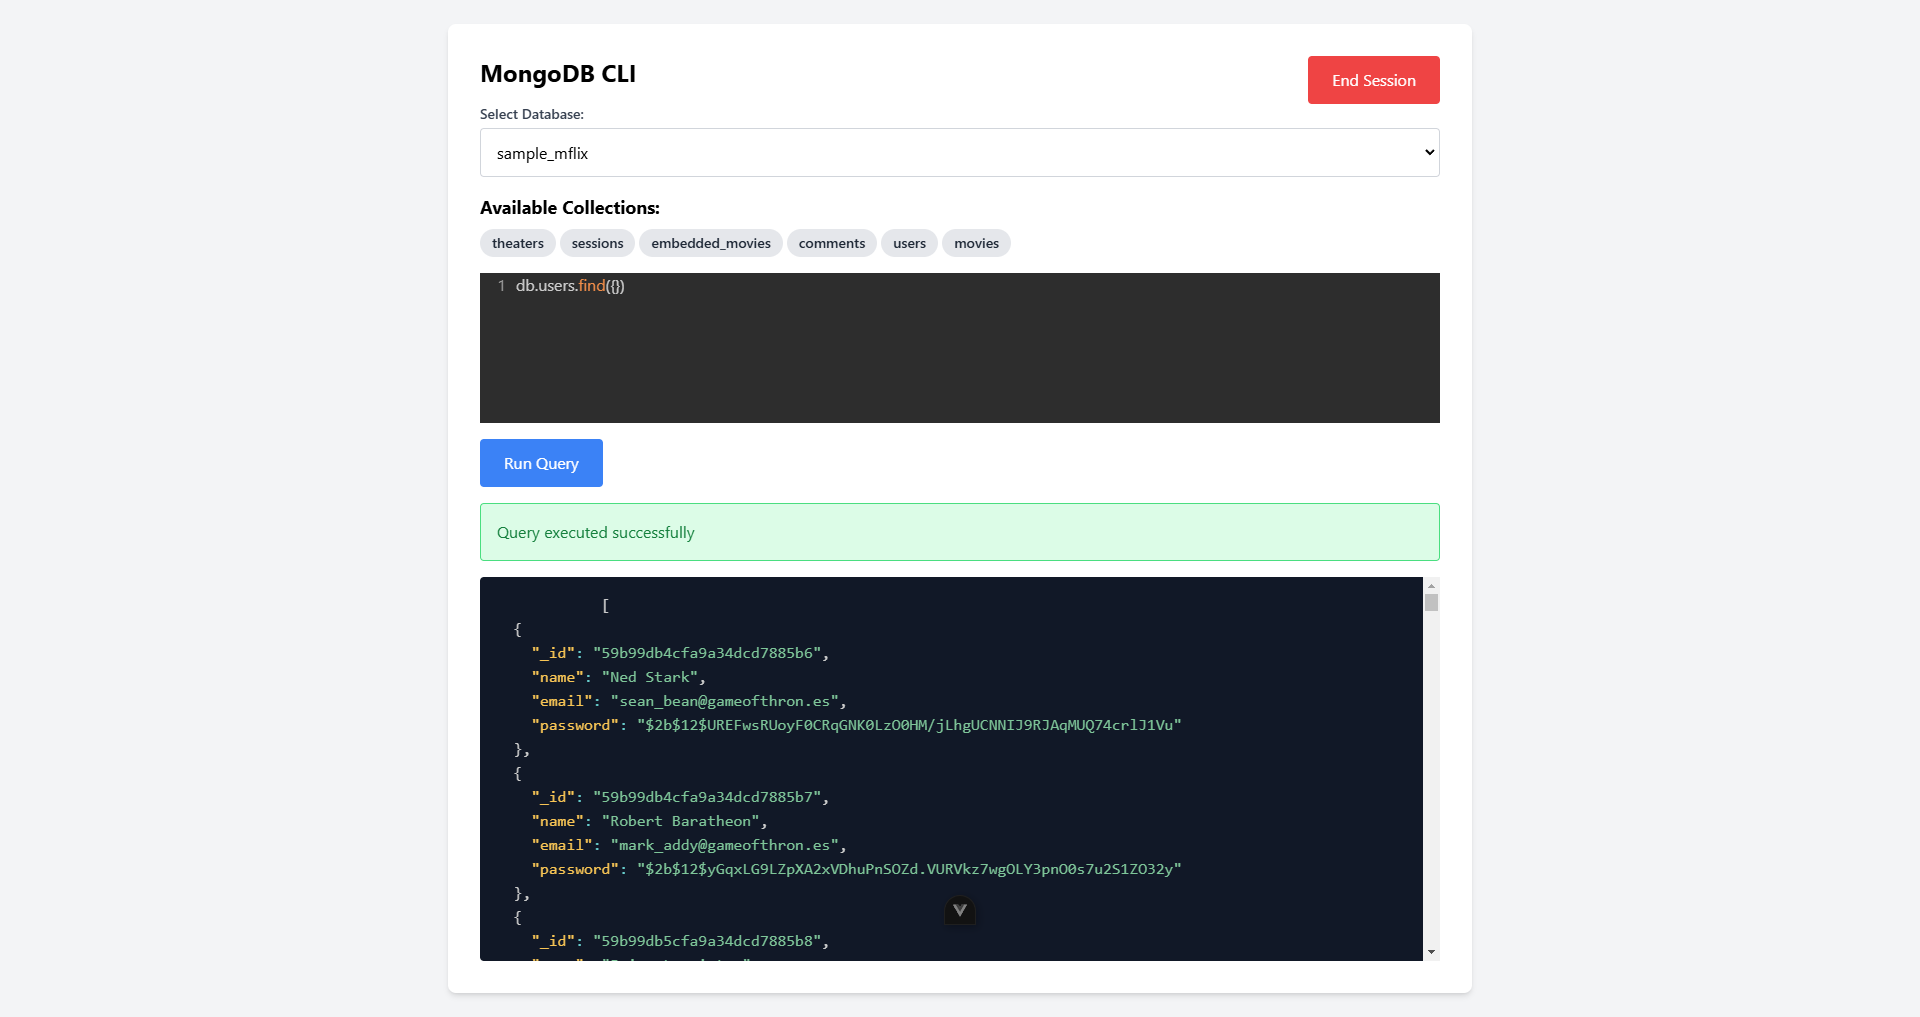 MongoDB CLI
End Session
Select Database:
sample_mflix
Available Collections:
theaters sessions embedded_movies comments users movies
1 db.users.find({})
Run Query
Query executed successfully
[
{
"_id": "59b99db4cfa9a34dcd7885b6",
"name": "Ned Stark",
"email": "sean_bean@gameofthron.es",
"password": "$2b$12$UREFwsRUoyF0CRqGNK0LzO0HM/jLhgUCNNIJ9RJAqMUQ74crlJ1Vu"
},
{
"_id": "59b99db4cfa9a34dcd7885b7",
"name": "Robert Baratheon",
"email": "mark_addy@gameofthron.es",
"password": "$2b$12$yGqxLG9LZpXA2xVDhuPnSOZd.VURVkz7wgOLY3pnO0s7u2S1ZO32y"
},
{
"_id": "59b99db5cfa9a34dcd7885b8",